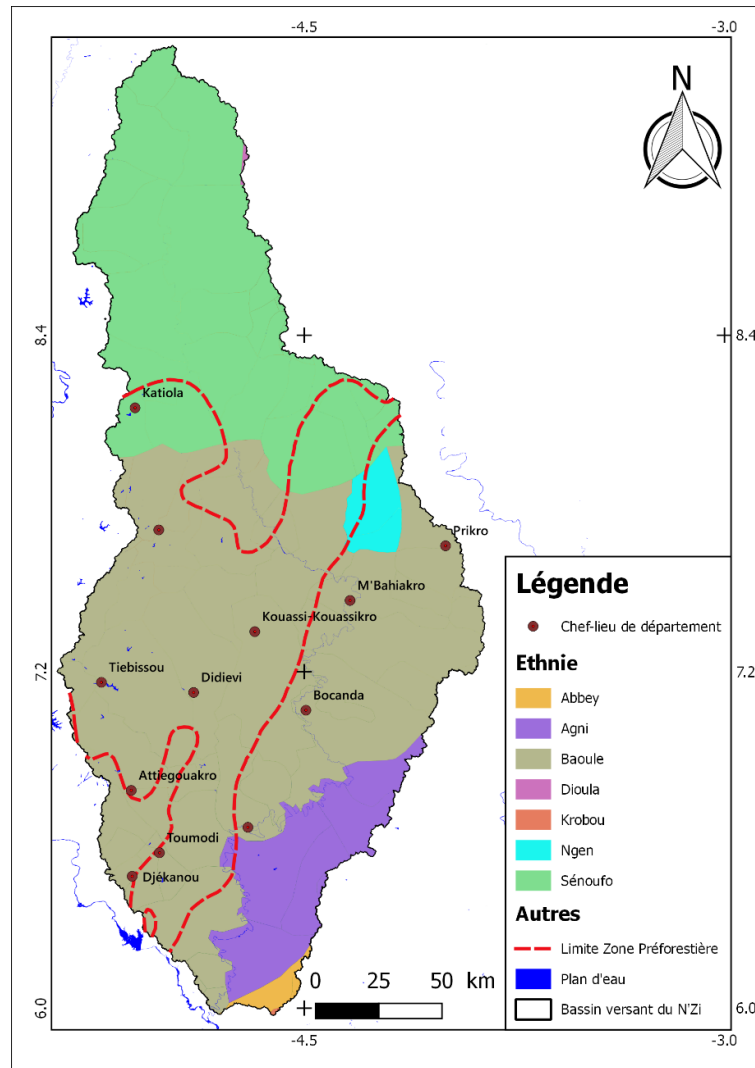 -4.5
-3.0
N
8.4
8.4
Katiola
Prikro
M'Bahiakro
Kouassi-Kouassikro
7.2
7.2
Tiebissou
Didievi
Bocanda
Attiegouakro
Toumodi
Djékanou
Légende
Chef-lieu de département
Ethnie
Abbey
Agni
Baoule
Dioula
Krobou
Ngen
Sénoufo
Autres
Limite Zone Préforestière
Plan d'eau
Bassin versant du N'Zi
0 25 50 km
6.0
6.0
-4.5
-3.0